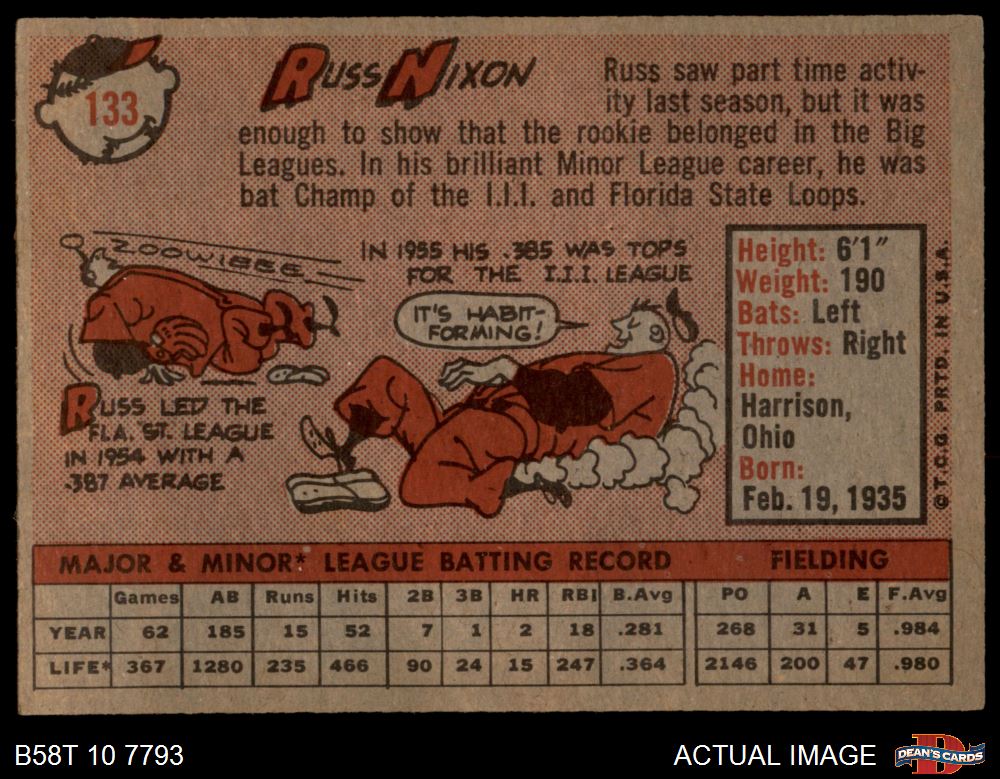 133
RUSS NIXON
Russ saw part time activ-
ity last season, but it was
enough to show that the rookie belonged in the Big
Leagues. In his brilliant Minor League career, he was
bat Champ of the I.I.I. and Florida State Loops.
ZOOWIEEE
IN 1955 HIS .385 WAS TOPS
FOR THE I.I.I. LEAGUE
IT'S HABIT-
FORMING!
RUSS LED THE
FLA. ST. LEAGUE
IN 1954 WITH A
.387 AVERAGE
Height: 6'1"
Weight: 190
Bats: Left
Throws: Right
Home:
Harrison,
Ohio
Born:
Feb. 19, 1935
© T.C.G. PRTD. IN U.S.A.
MAJOR & MINOR* LEAGUE BATTING RECORD FIELDING
Games AB Runs Hits 2B 3B HR RBI B.Avg PO A E F.Avg
YEAR 62 185 15 52 7 1 2 18 .281 268 31 5 .984
LIFE* 367 1280 235 466 90 24 15 247 .364 2146 200 47 .980
B58T 10 7793 ACTUAL IMAGE
D
DEAN'S CARDS